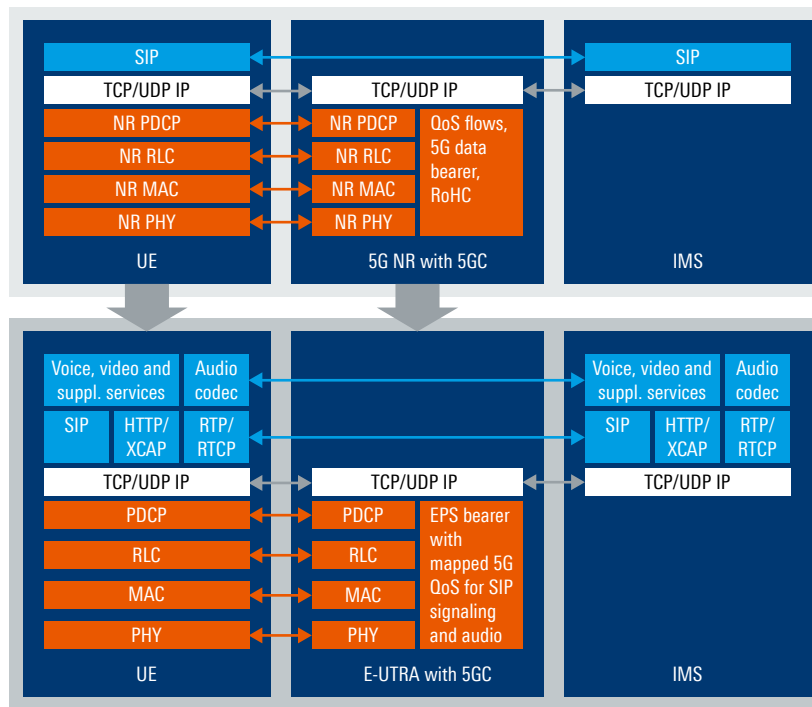 SIP
SIP
TCP/UDP IP
TCP/UDP IP
TCP/UDP IP
NR PDCP
NR RLC
NR MAC
NR PHY
NR PDCP
NR RLC
NR MAC
NR PHY
QoS flows,
5G data
bearer,
RoHC
UE
5G NR with 5GC
IMS
Voice, video and
suppl. services
Audio
codec
Voice, video and
suppl. services
Audio
codec
SIP
HTTP/
XCAP
RTP/
RTCP
SIP
HTTP/
XCAP
RTP/
RTCP
TCP/UDP IP
TCP/UDP IP
TCP/UDP IP
PDCP
RLC
MAC
PHY
PDCP
RLC
MAC
PHY
EPS bearer
with
mapped 5G
QoS for SIP
signaling
and audio
UE
E-UTRA with 5GC
IMS